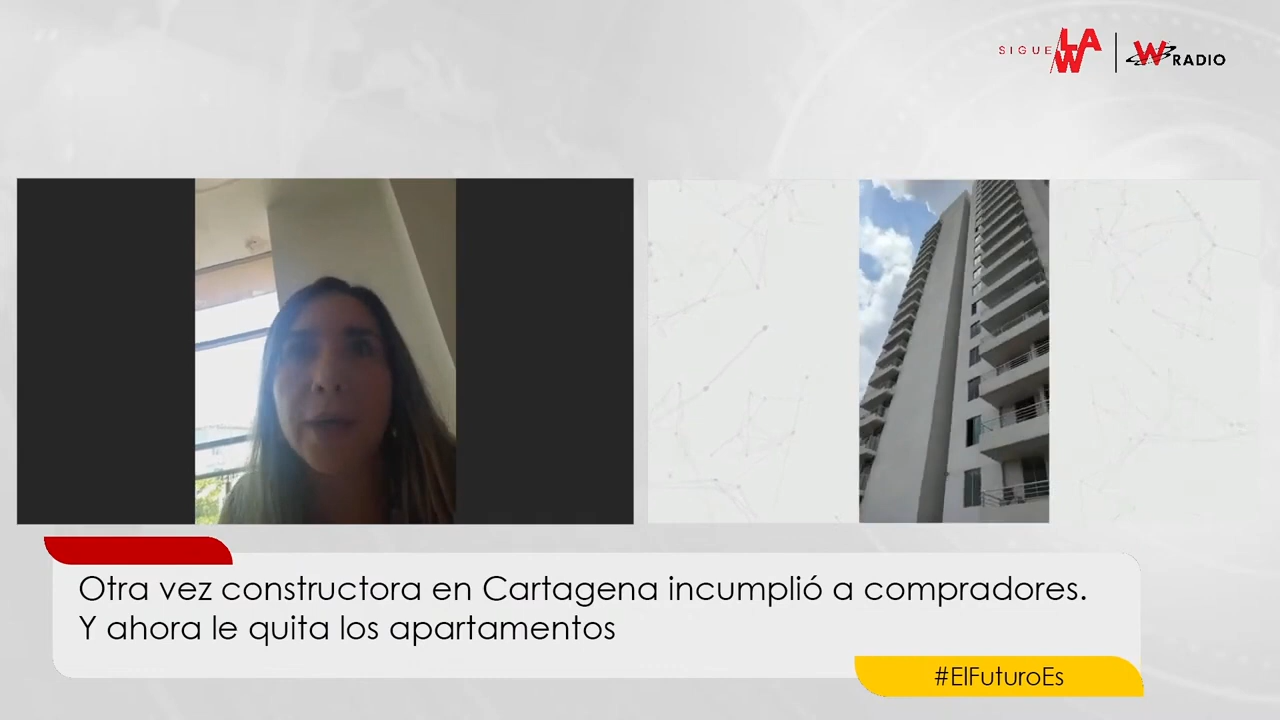 SIGUE LA W
W RADIO
Otra vez constructora en Cartagena incumplió a compradores.
Y ahora le quita los apartamentos
#ElFuturoEs